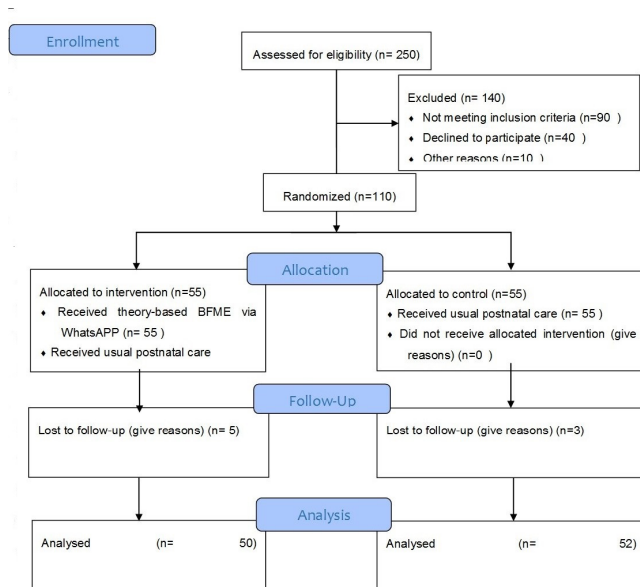 Enrollment
Assessed for eligibility (n= 250)
Excluded (n= 140)
♦ Not meeting inclusion criteria (n=90 )
♦ Declined to participate (n=40 )
♦ Other reasons (n=10 )
Randomized (n=110)
Allocation
Allocated to intervention (n=55)
♦ Received theory-based BFME via
WhatsAPP (n= 55 )
♦ Received usual postnatal care
Allocated to control (n=55)
♦ Received usual postnatal care (n= 55 )
♦ Did not receive allocated intervention (give
reasons) (n=0 )
Follow-Up
Lost to follow-up (give reasons) (n= 5)
Lost to follow-up (give reasons) (n=3)
Analysis
Analysed (n= 50)
Analysed (n= 52)